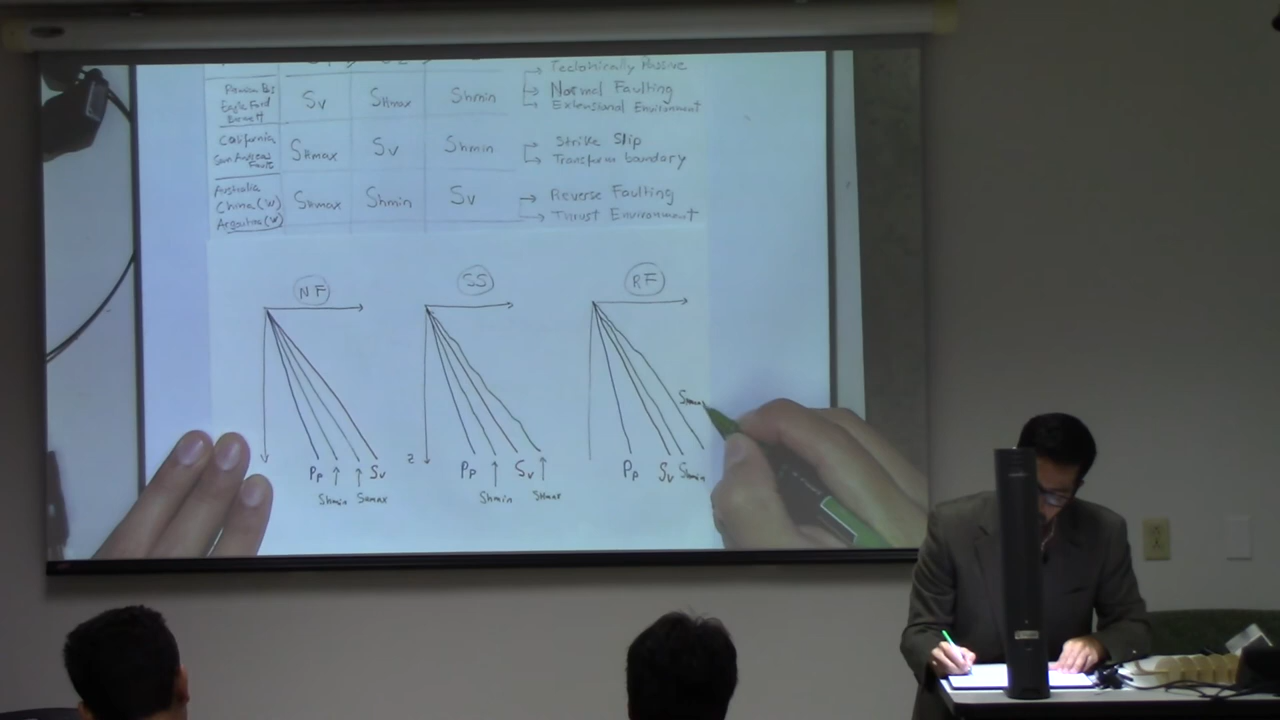 Tectonically Passive
Permian Bs
Eagle Ford
Barnett
Sv SHmax Shmin
Normal Faulting
Extensional Environment
California
San Andreas
Fault
SHmax Sv Shmin
Strike Slip
Transform boundary
Australia
China (W)
Argentina (W)
SHmax Shmin Sv
Reverse Faulting
Thrust Environment
NF SS RF
Pp Sv
Shmin SHmax
z Pp Sv
Shmin SHmax
Pp Sv Shmin